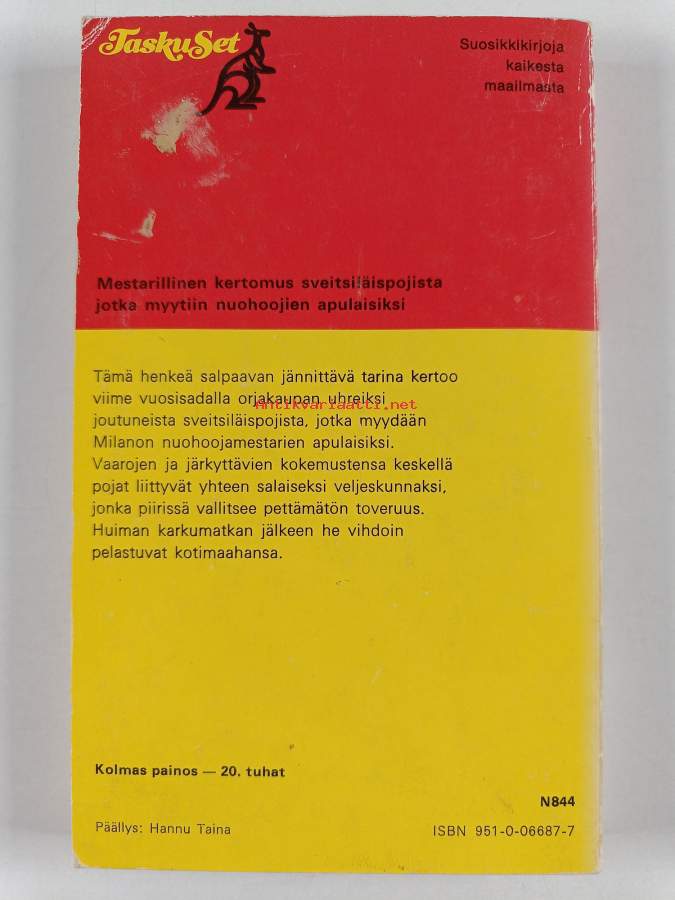 TaskuSet
Suosikkikirjoja
kaikesta
maailmasta
Mestarillinen kertomus sveitsiläispojista
jotka myytiin nuohoojien apulaisiksi
Tämä henkeä salpaavan jännittävä tarina kertoo
viime vuosisadalla orjakaupan uhreiksi
Antikvariaatti.net
joutuneista sveitsiläispojista, jotka myydään
Milanon nuohoojamestarien apulaisiksi.
Vaarojen ja järkyttävien kokemustensa keskellä
pojat liittyvät yhteen salaiseksi veljeskunnaksi,
jonka piirissä vallitsee pettämätön toveruus.
Huiman karkumatkan jälkeen he vihdoin
pelastuvat kotimaahansa.
Kolmas painos — 20. tuhat
N844
Päällys: Hannu Taina
ISBN 951-0-06687-7